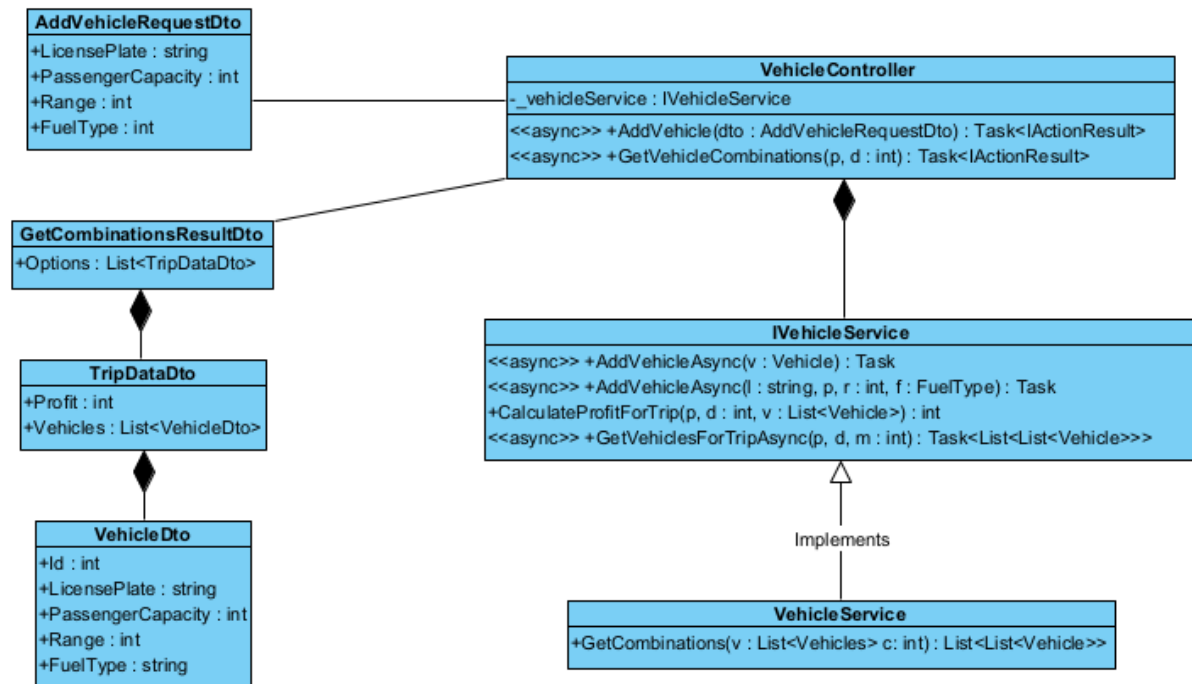 AddVehicleRequestDto
+LicensePlate : string
+PassengerCapacity : int
+Range : int
+FuelType : int
VehicleController
-_vehicleService : IVehicleService
<<async>> +AddVehicle(dto : AddVehicleRequestDto) : Task<IActionResult>
<<async>> +GetVehicleCombinations(p, d : int) : Task<IActionResult>
GetCombinationsResultDto
+Options : List<TripDataDto>
TripDataDto
+Profit : int
+Vehicles : List<VehicleDto>
VehicleDto
+Id : int
+LicensePlate : string
+PassengerCapacity : int
+Range : int
+FuelType : string
IVehicleService
<<async>> +AddVehicleAsync(v : Vehicle) : Task
<<async>> +AddVehicleAsync(l : string, p, r : int, f : FuelType) : Task
+CalculateProfitForTrip(p, d : int, v : List<Vehicle>) : int
<<async>> +GetVehiclesForTripAsync(p, d, m : int) : Task<List<List<Vehicle>>>
Implements
VehicleService
+GetCombinations(v : List<Vehicles> c: int) : List<List<Vehicle>>